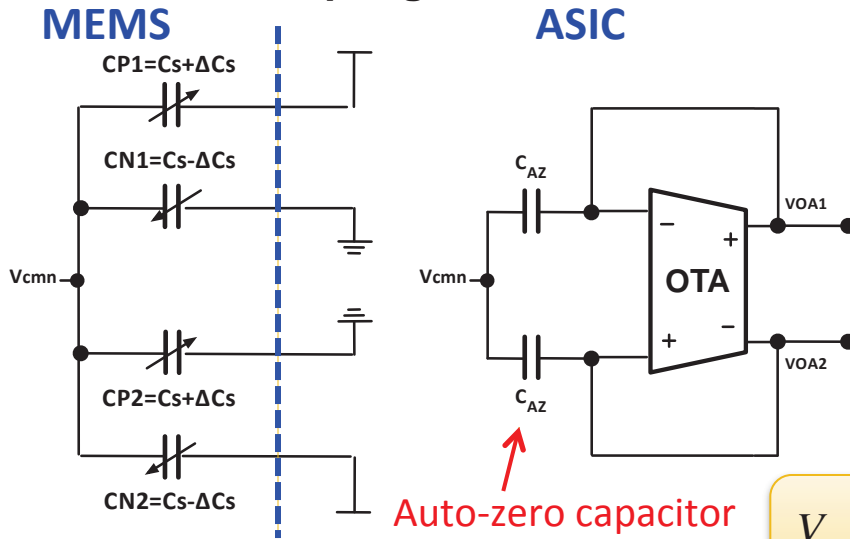 MEMS
ASIC
CP1=Cs+ΔCs
CN1=Cs-ΔCs
Vcmn
CP2=Cs+ΔCs
CN2=Cs-ΔCs
C_AZ
Vcmn
C_AZ
−
+
OTA
+
−
VOA1
VOA2
Auto-zero capacitor
V